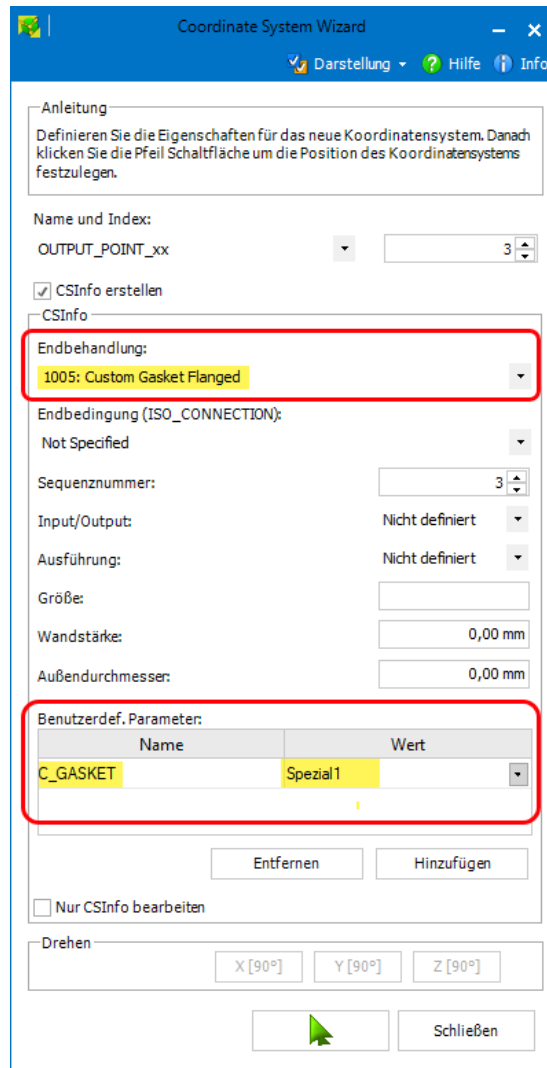 Coordinate System Wizard
Darstellung Hilfe Info
Anleitung
Definieren Sie die Eigenschaften für das neue Koordinatensystem. Danach
klicken Sie die Pfeil Schaltfläche um die Position des Koordinatensystems
festzulegen.
Name und Index:
OUTPUT_POINT_xx 3
CSInfo erstellen
CSInfo
Endbehandlung:
1005: Custom Gasket Flanged
Endbedingung (ISO_CONNECTION):
Not Specified
Sequenznummer: 3
Input/Output: Nicht definiert
Ausführung: Nicht definiert
Größe:
Wandstärke: 0,00 mm
Außendurchmesser: 0,00 mm
Benutzerdef. Parameter:
Name Wert
C_GASKET Spezial1
Entfernen Hinzufügen
Nur CSInfo bearbeiten
Drehen
X [90°] Y [90°] Z [90°]
Schließen